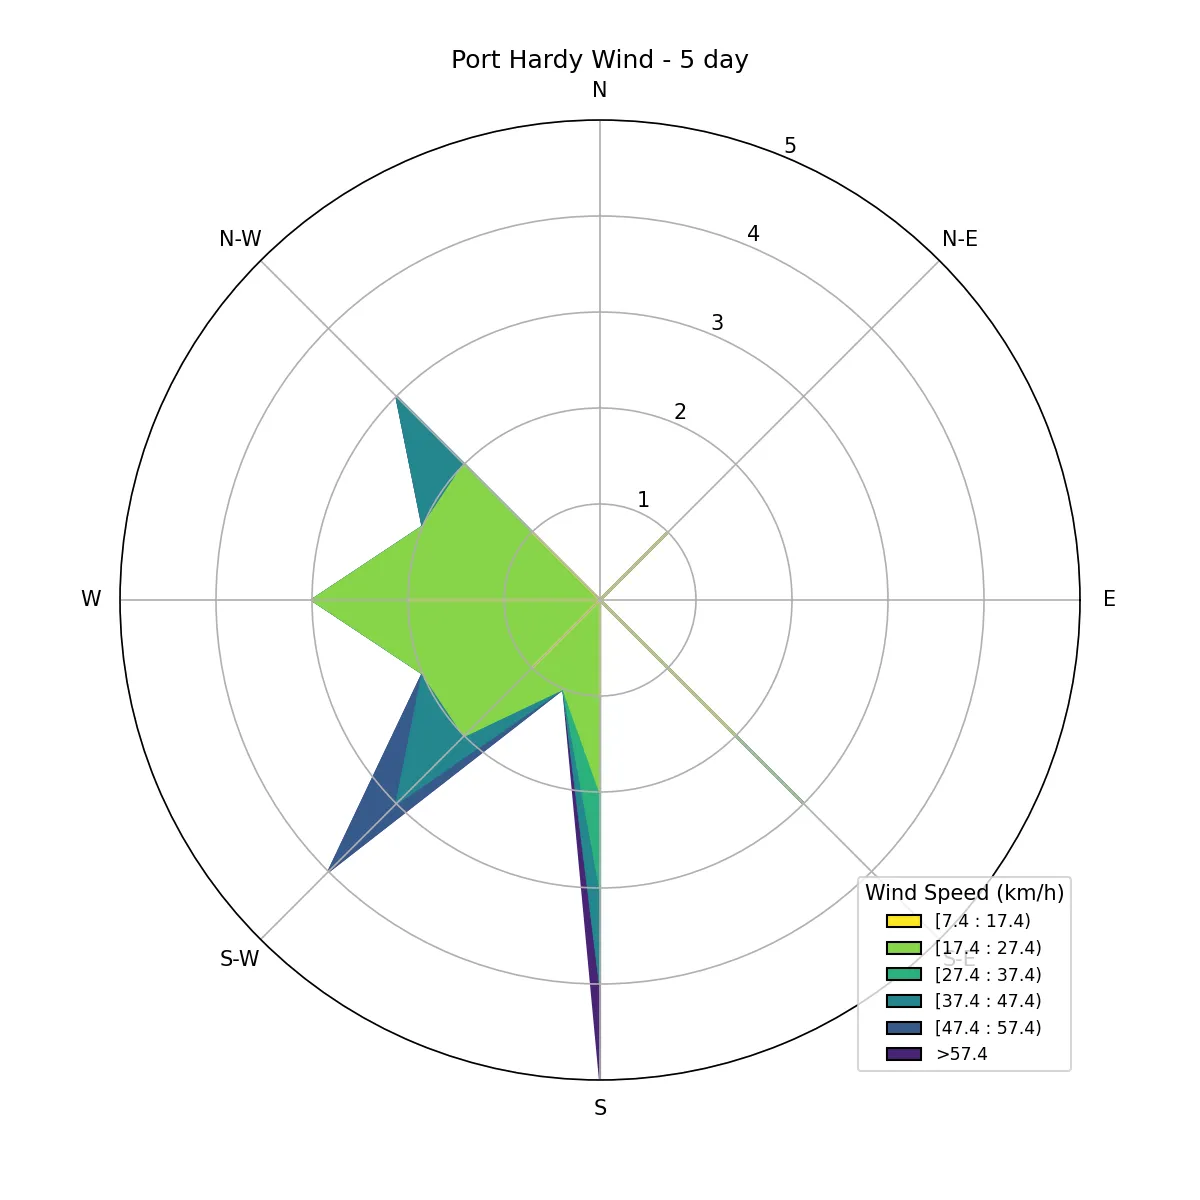 Port Hardy Wind - 5 day
N
5
N-W
N-E
4
3
2
1
W
E
S-W
S-E
S
Wind Speed (km/h)
[7.4 : 17.4)
[17.4 : 27.4)
[27.4 : 37.4)
[37.4 : 47.4)
[47.4 : 57.4)
>57.4